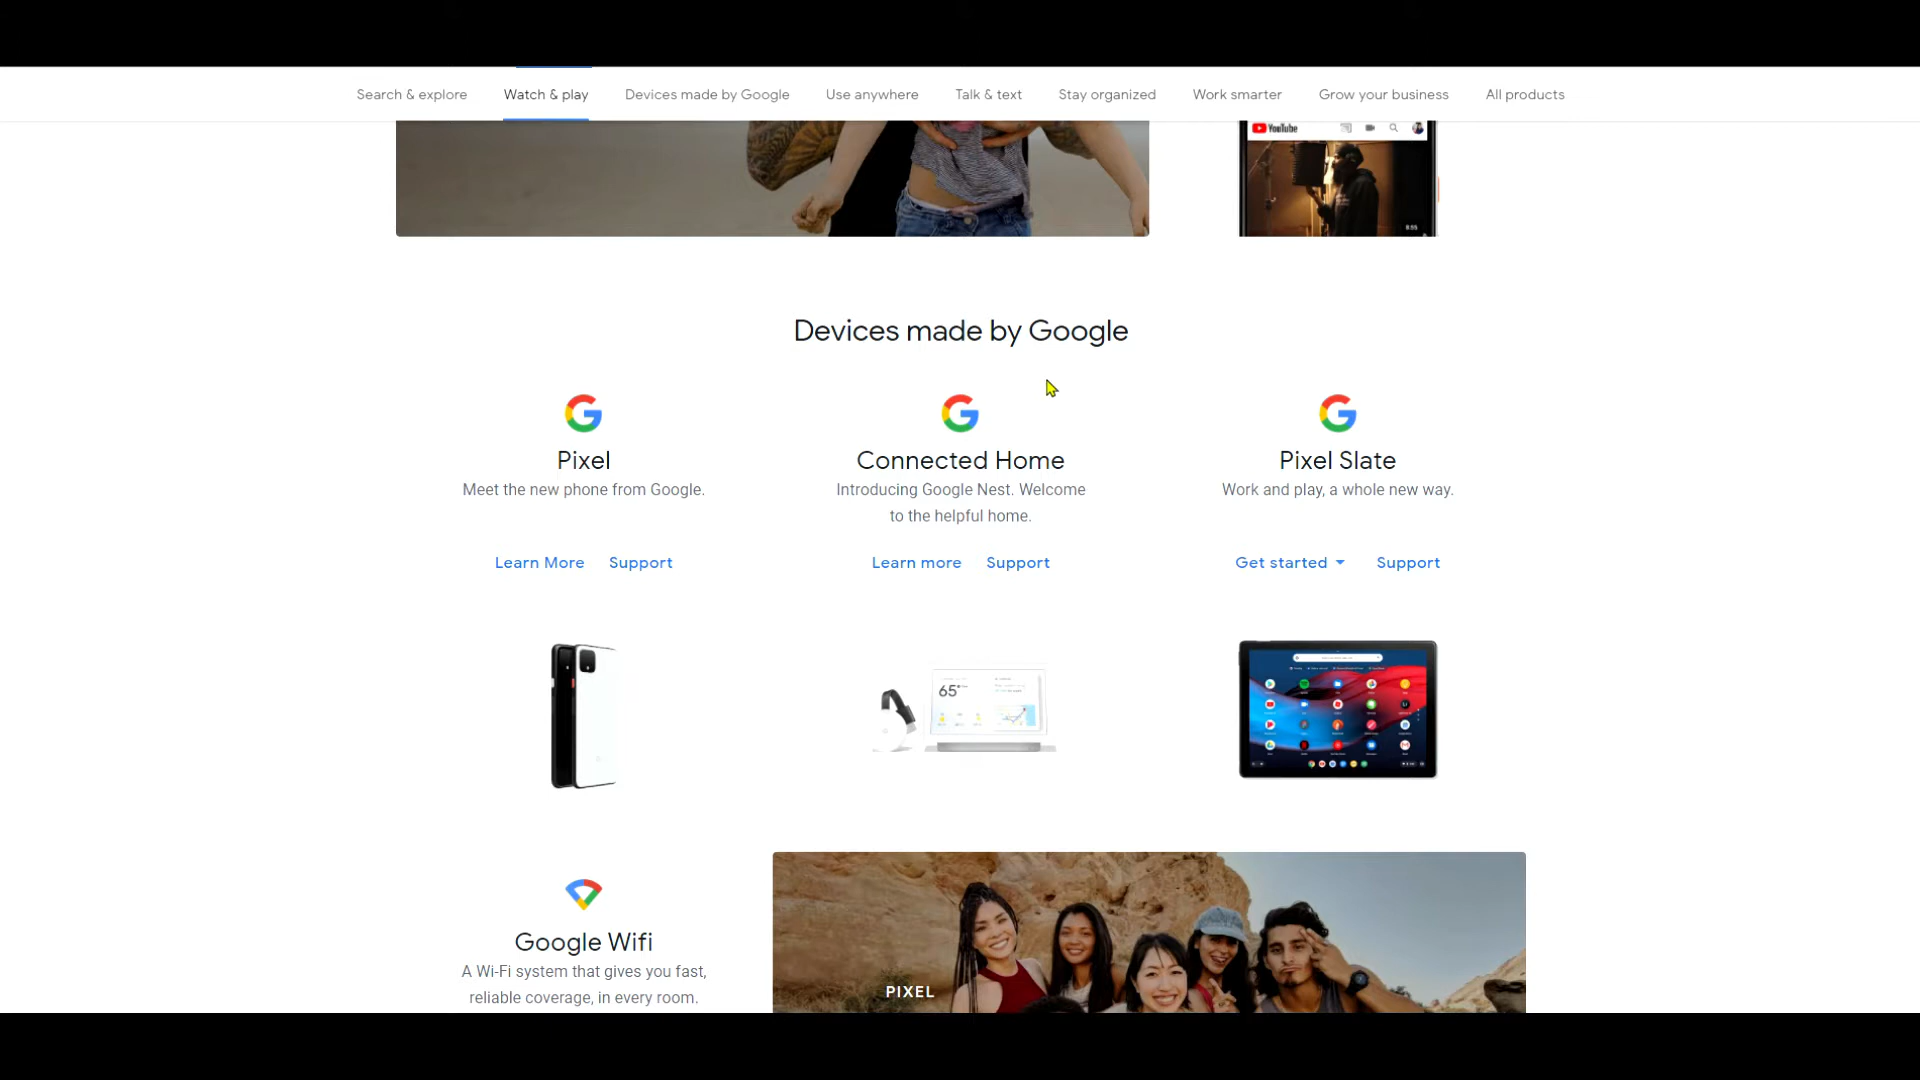 Search & explore
Watch & play
Devices made by Google
Use anywhere
Talk & text
Stay organized
Work smarter
Grow your business
All products
YouTube
8:05
Devices made by Google
Pixel
Meet the new phone from Google.
Learn More
Support
Connected Home
Introducing Google Nest. Welcome
to the helpful home.
Learn more
Support
Pixel Slate
Work and play, a whole new way.
Get started
Support
65°
Google Wifi
A Wi-Fi system that gives you fast,
reliable coverage, in every room.
PIXEL